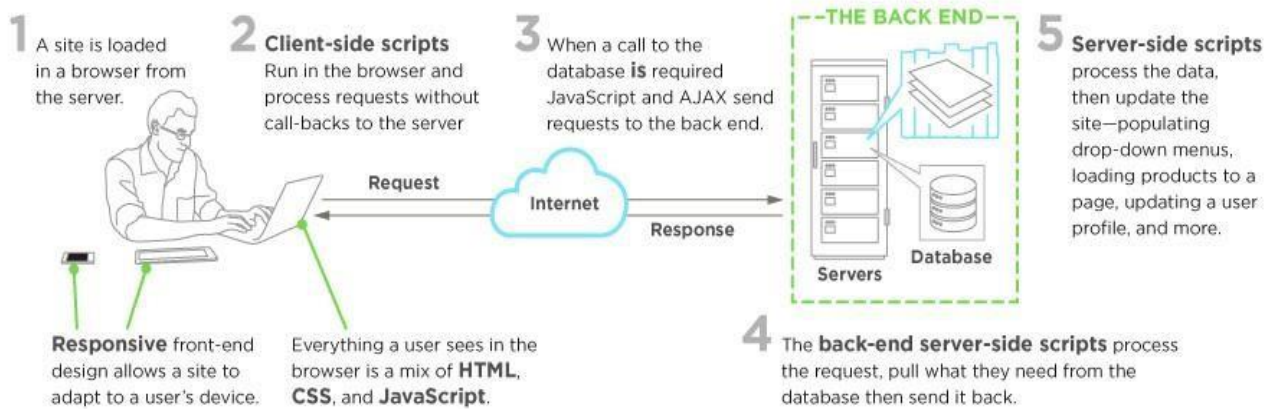 1 A site is loaded
in a browser from
the server.
2 Client-side scripts
Run in the browser and
process requests without
call-backs to the server
3 When a call to the
database is required
JavaScript and AJAX send
requests to the back end.
THE BACK END
5 Server-side scripts
process the data,
then update the
site—populating
drop-down menus,
loading products to a
page, updating a user
profile, and more.
Request
Internet
Response
Servers
Database
Responsive front-end
design allows a site to
adapt to a user's device.
Everything a user sees in the
browser is a mix of HTML,
CSS, and JavaScript.
4 The back-end server-side scripts process
the request, pull what they need from the
database then send it back.